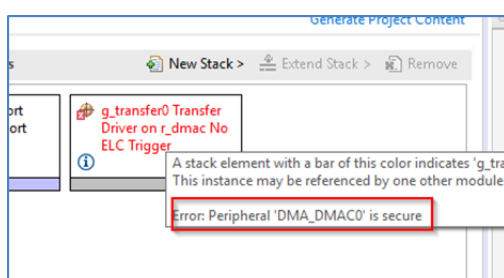 Generate Project Content
s
New Stack >
Extend Stack >
Remove
ort
ort
g_transfer0 Transfer
Driver on r_dmac No
ELC Trigger
A stack element with a bar of this color indicates 'g_tra
This instance may be referenced by one other module
Error: Peripheral 'DMA_DMAC0' is secure